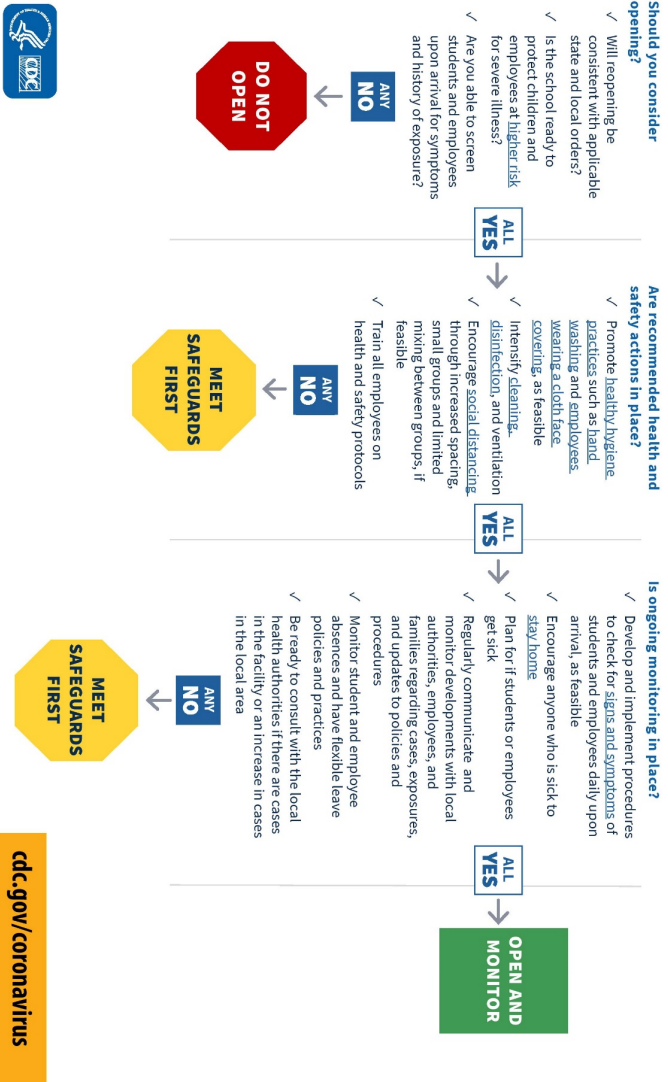 Should you consider
opening?
✓ Will reopening be
consistent with applicable
state and local orders?
✓ Is the school ready to
protect children and
employees at higher risk
for severe illness?
✓ Are you able to screen
students and employees
upon arrival for symptoms
and history of exposure?
ANY
NO
DO NOT
OPEN
ALL
YES
Are recommended health and
safety actions in place?
✓ Promote healthy hygiene
practices such as hand
washing and employees
wearing a cloth face
covering, as feasible
✓ Intensify cleaning,
disinfection, and ventilation
✓ Encourage social distancing
through increased spacing,
small groups and limited
mixing between groups, if
feasible
✓ Train all employees on
health and safety protocols
ANY
NO
MEET
SAFEGUARDS
FIRST
ALL
YES
Is ongoing monitoring in place?
✓ Develop and implement procedures
to check for signs and symptoms of
students and employees daily upon
arrival, as feasible
✓ Encourage anyone who is sick to
stay home
✓ Plan for if students or employees
get sick
✓ Regularly communicate and
monitor developments with local
authorities, employees, and
families regarding cases, exposures,
and updates to policies and
procedures
✓ Monitor student and employee
absences and have flexible leave
policies and practices
✓ Be ready to consult with the local
health authorities if there are cases
in the facility or an increase in cases
in the local area
ANY
NO
MEET
SAFEGUARDS
FIRST
ALL
YES
OPEN AND
MONITOR
CDC
cdc.gov/coronavirus